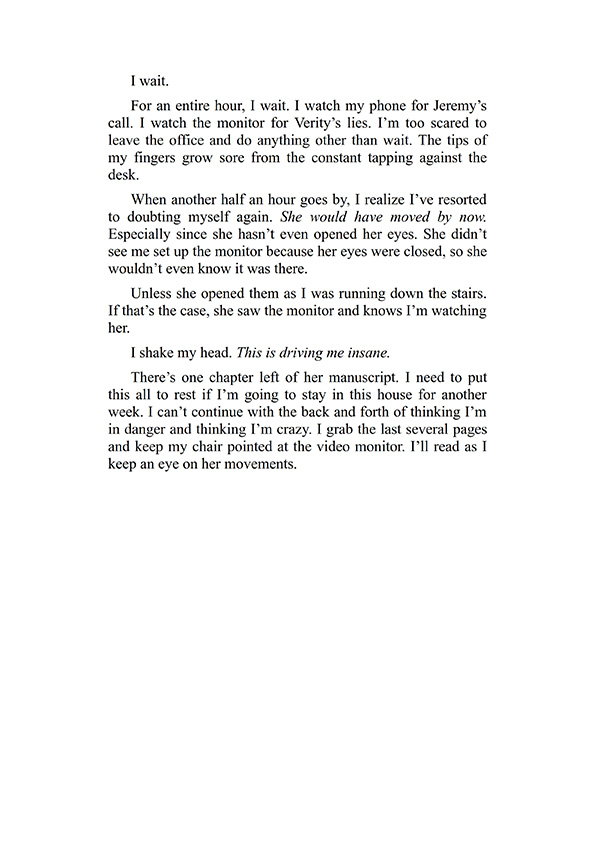 I wait.
For an entire hour, I wait. I watch my phone for Jeremy’s
call. I watch the monitor for Verity’s lies. I’m too scared to
leave the office and do anything other than wait. The tips of
my fingers grow sore from the constant tapping against the
desk.
When another half an hour goes by, I realize I’ve resorted
to doubting myself again. She would have moved by now.
Especially since she hasn’t even opened her eyes. She didn’t
see me set up the monitor because her eyes were closed, so she
wouldn’t even know it was there.
Unless she opened them as I was running down the stairs.
If that’s the case, she saw the monitor and knows I’m watching
her.
I shake my head. This is driving me insane.
There’s one chapter left of her manuscript. I need to put
this all to rest if I’m going to stay in this house for another
week. I can’t continue with the back and forth of thinking I’m
in danger and thinking I’m crazy. I grab the last several pages
and keep my chair pointed at the video monitor. I’ll read as I
keep an eye on her movements.